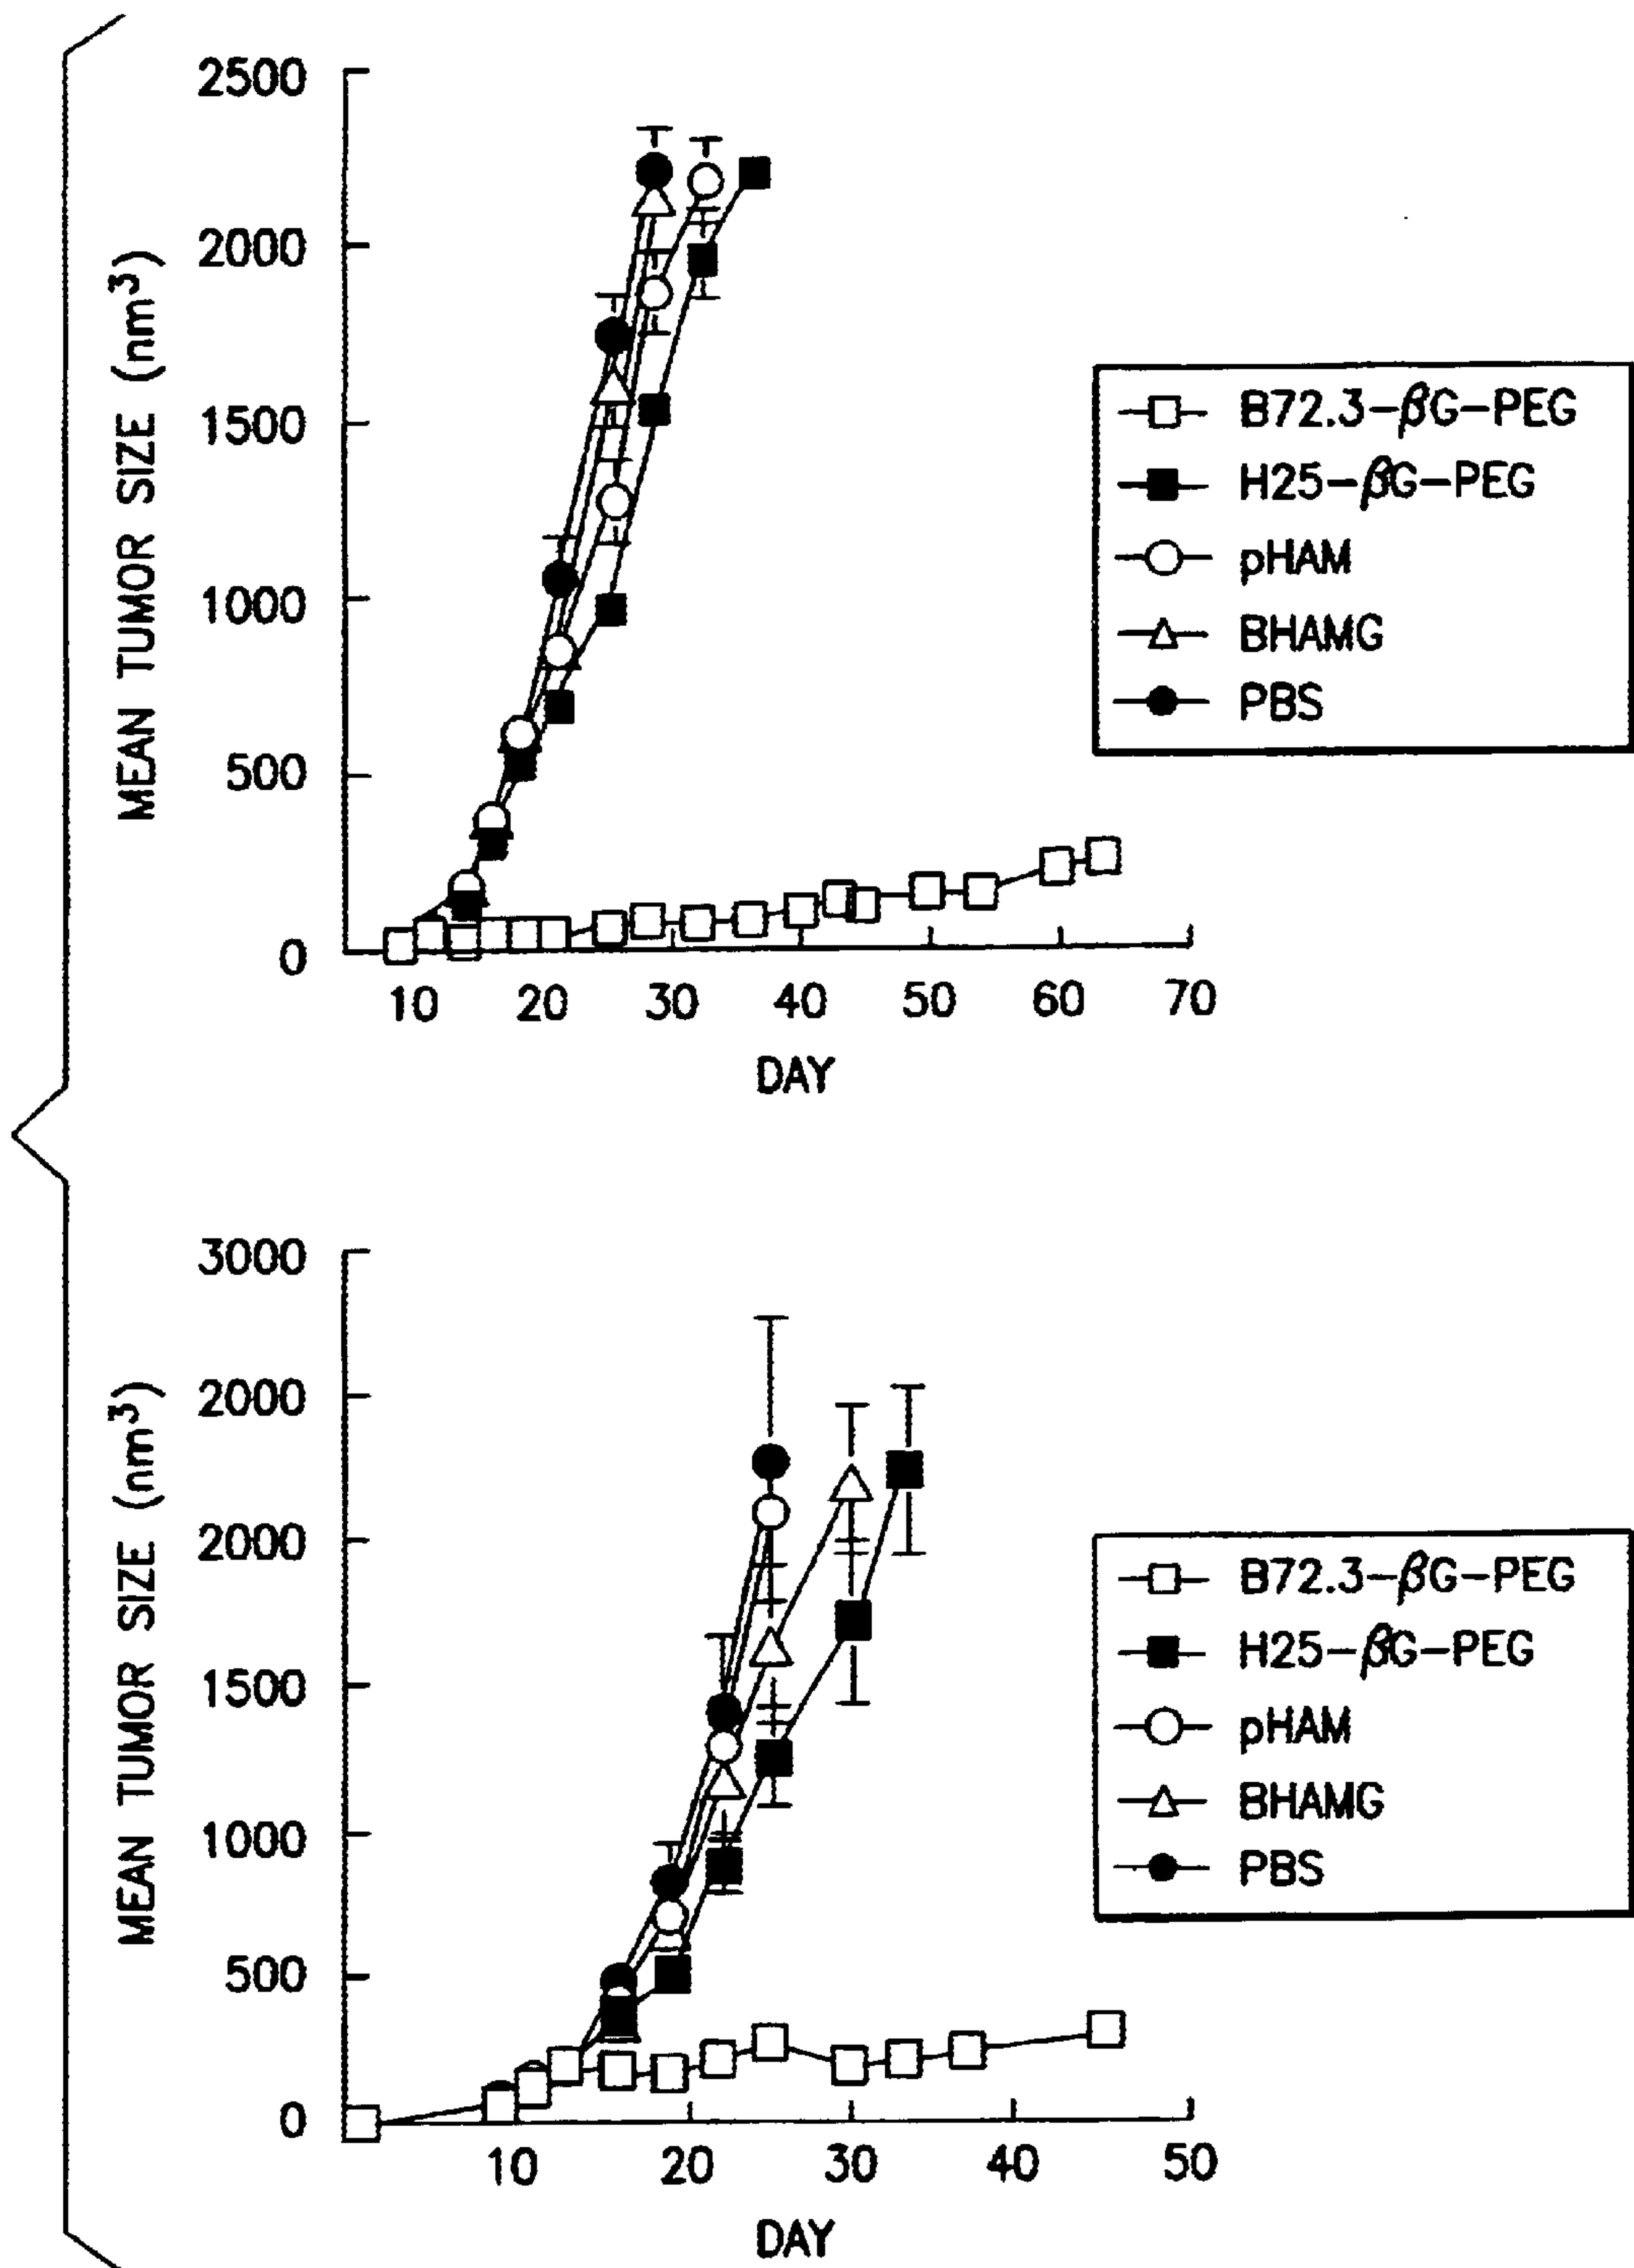 MEAN TUMOR SIZE (nm³)
2500
2000
1500
1000
500
0
10 20 30 40 50 60 70
DAY
B72.3-βG-PEG
H25-βG-PEG
pHAM
BHAMG
PBS
MEAN TUMOR SIZE (nm³)
3000
2000
2000
1500
1000
500
0
10 20 30 40 50
DAY
B72.3-βG-PEG
H25-βG-PEG
pHAM
BHAMG
PBS